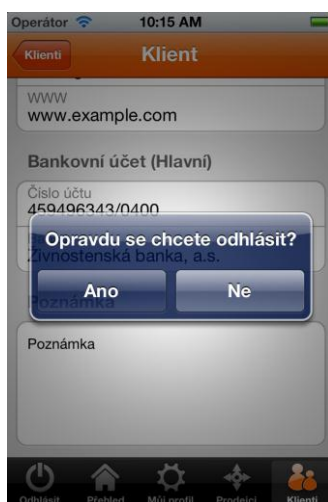 Operátor 10:15 AM
Klienti Klient
WWW
www.example.com
Bankovní účet (Hlavní)
Číslo účtu
459496343/0400
Opravdu se chcete odhlásit?
Živnostenská banka, a.s.
Ano Ne
Poznámka
Poznámka
Odhlásit Přehled Můj profil Prodejci Klienti